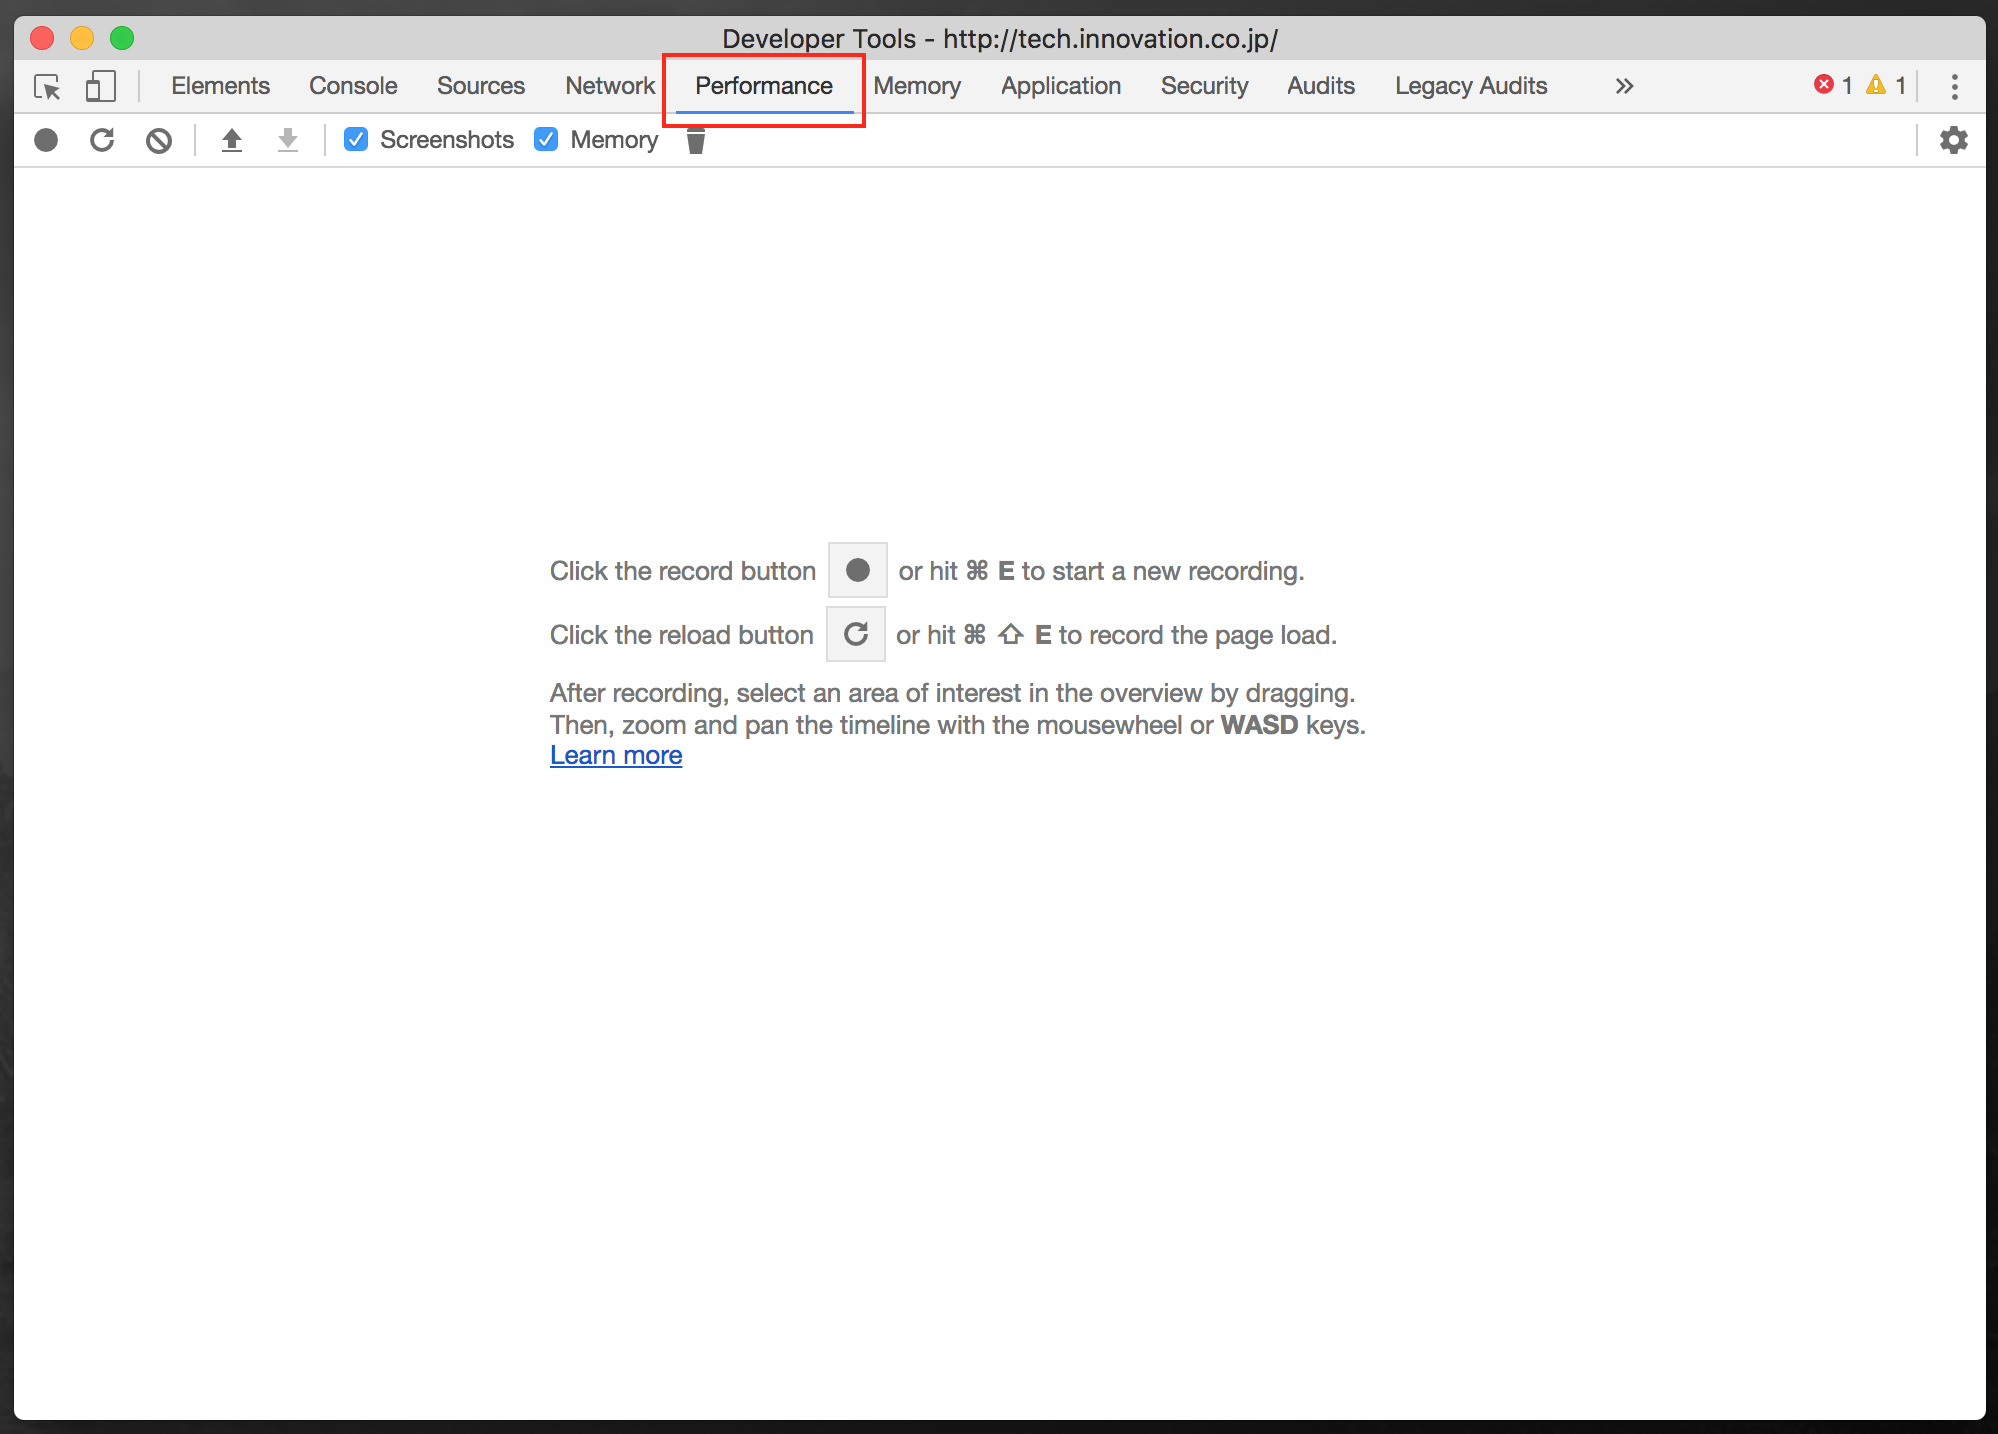 Developer Tools - http://tech.innovation.co.jp/
Elements Console Sources Network Performance Memory Application Security Audits Legacy Audits » 1 1
Screenshots Memory
Click the record button or hit ⌘ E to start a new recording.
Click the reload button or hit ⌘ ⇧ E to record the page load.
After recording, select an area of interest in the overview by dragging.
Then, zoom and pan the timeline with the mousewheel or WASD keys.
Learn more